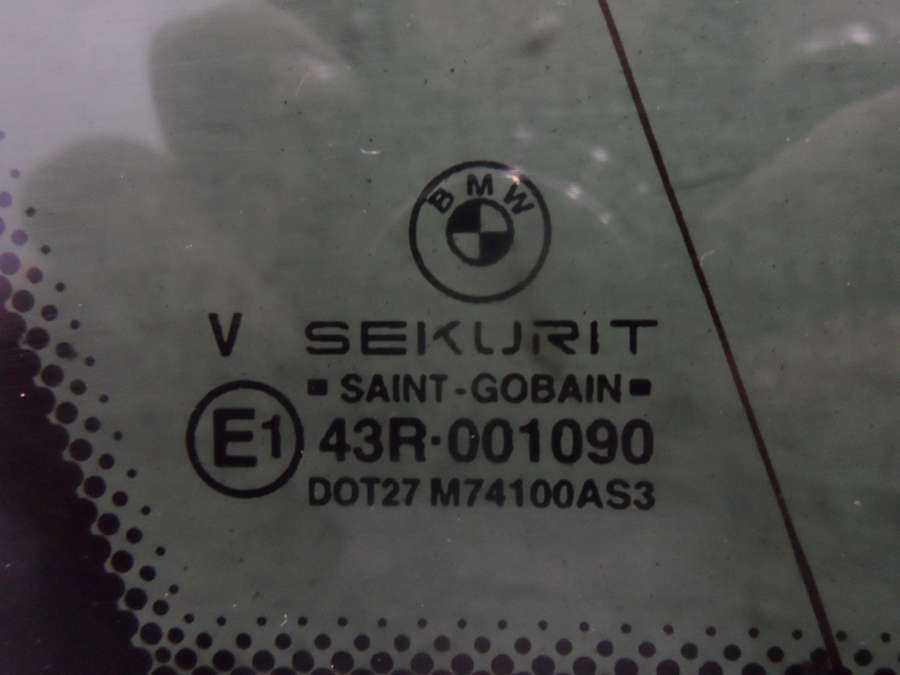 BMW
V SEKURIT
SAINT-GOBAIN
E1 43R·001090
DOT27 M74100AS3